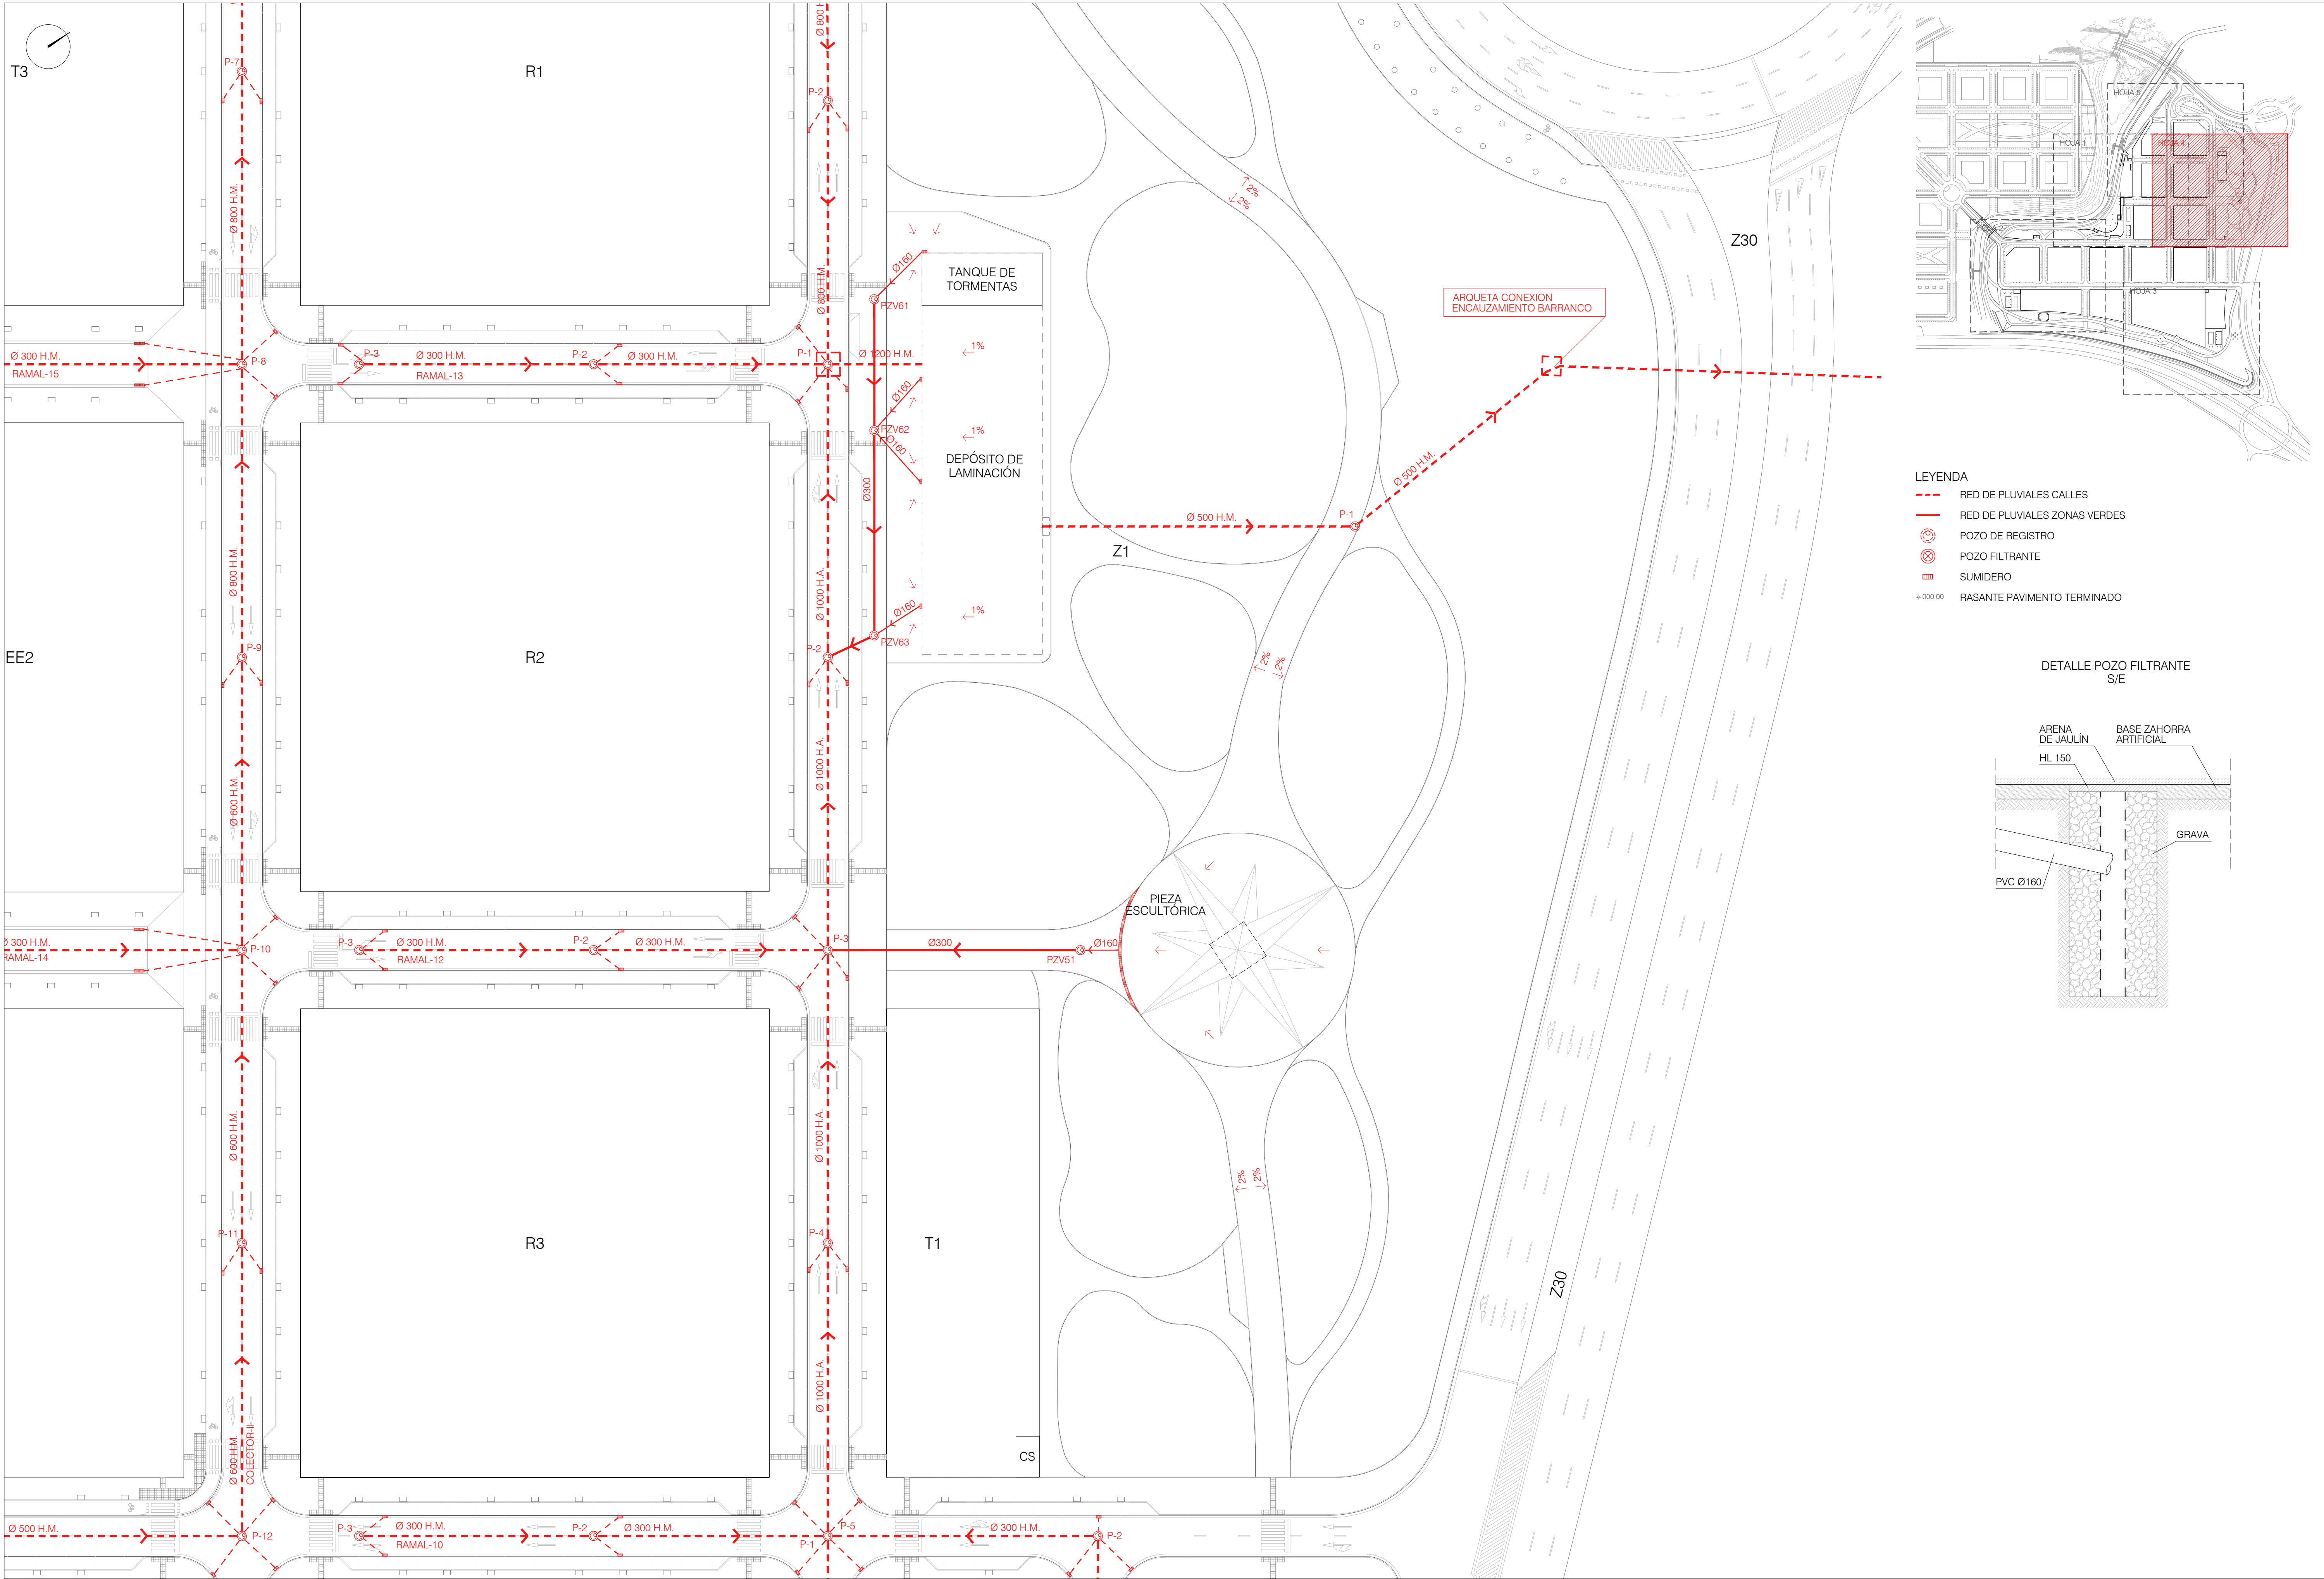 T3
P-7
R1
Ø 800 H.M.
P-2
Ø 800 H.M.
Ø 800 H.M.
2%
2%
Z30
Ø160
TANQUE DE
TORMENTAS
PZV61
ARQUETA CONEXION
ENCAUZAMIENTO BARRANCO
Ø 300 H.M.
RAMAL-15
P-8
P-3
Ø 300 H.M.
RAMAL-13
P-2
Ø 300 H.M.
P-1
Ø 1200 H.M.
1%
Ø160
PZV62
Ø160
1%
DEPÓSITO DE
LAMINACIÓN
Ø300
Ø 500 H.M.
Ø 500 H.M.
P-1
Z1
Ø 800 H.M.
Ø 1000 H.A.
Ø160
1%
PZV63
EE2
P-9
R2
P-2
2%
2%
Ø 600 H.M.
Ø 1000 H.A.
PIEZA
ESCULTÓRICA
Ø 300 H.M.
RAMAL-14
P-10
P-3
Ø 300 H.M.
RAMAL-12
P-2
Ø 300 H.M.
P-3
Ø300
PZV51
Ø160
Ø 600 H.M.
Ø 1000 H.A.
2%
2%
P-11
R3
P-4
T1
Z30
Ø 1000 H.A.
Ø 600 H.M.
COLECTOR-II
CS
Ø 500 H.M.
P-12
P-3
Ø 300 H.M.
RAMAL-10
P-2
Ø 300 H.M.
P-1
P-5
Ø 300 H.M.
P-2
HOJA 5
HOJA 1
HOJA 4
HOJA 3
LEYENDA
RED DE PLUVIALES CALLES
RED DE PLUVIALES ZONAS VERDES
POZO DE REGISTRO
POZO FILTRANTE
SUMIDERO
+000,00 RASANTE PAVIMENTO TERMINADO
DETALLE POZO FILTRANTE
S/E
ARENA
DE JAULÍN
BASE ZAHORRA
ARTIFICIAL
HL 150
GRAVA
PVC Ø160